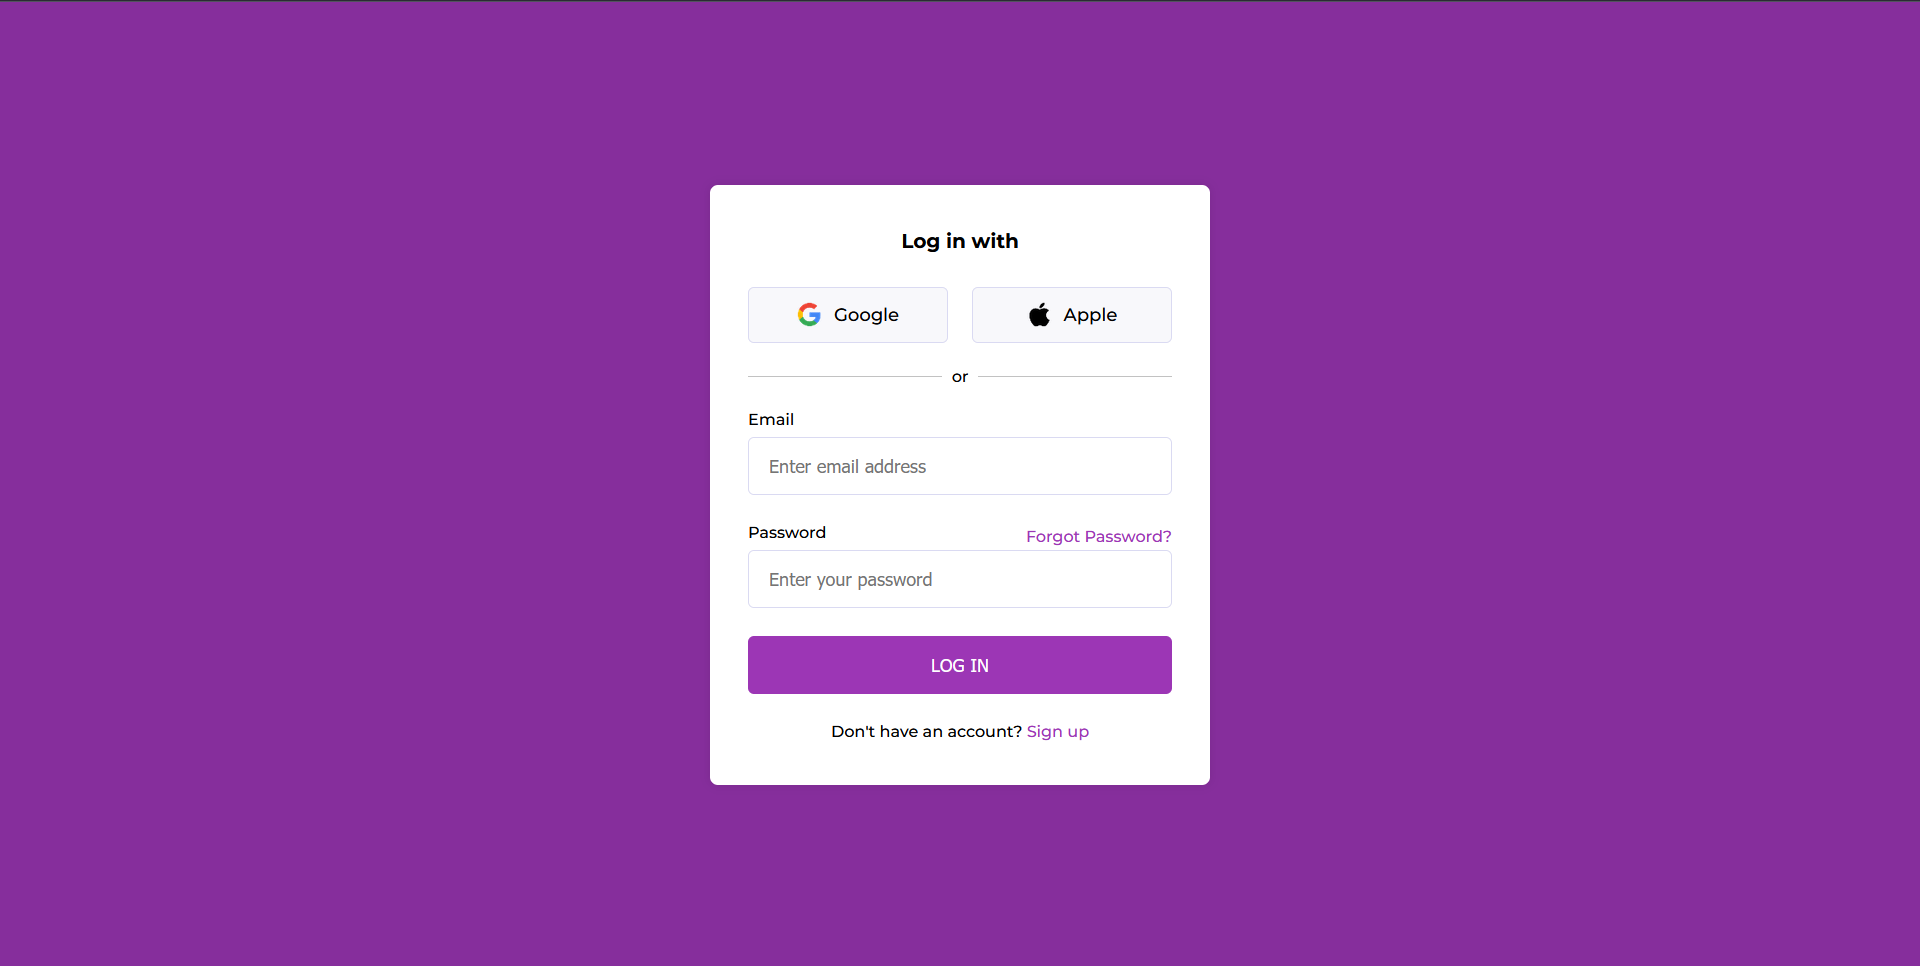 Log in with
Google Apple
or
Email
Enter email address
Password Forgot Password?
Enter your password
LOG IN
Don't have an account? Sign up